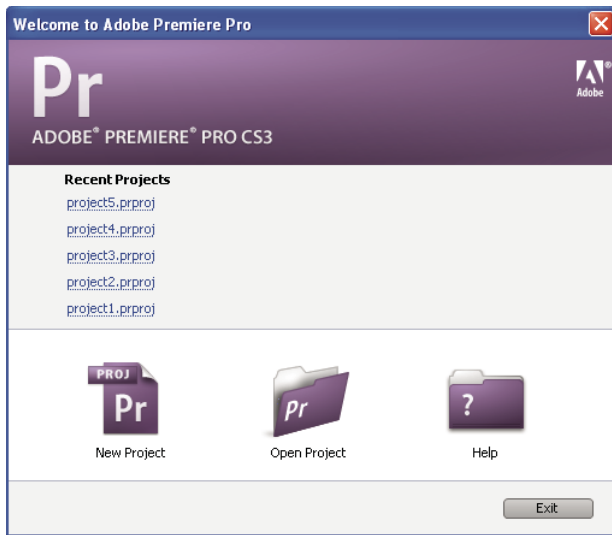 Welcome to Adobe Premiere Pro
Pr
Adobe®
ADOBE® PREMIERE® PRO CS3
Recent Projects
project5.prproj
project4.prproj
project3.prproj
project2.prproj
project1.prproj
PROJ
Pr
Pr
?
New Project Open Project Help
Exit